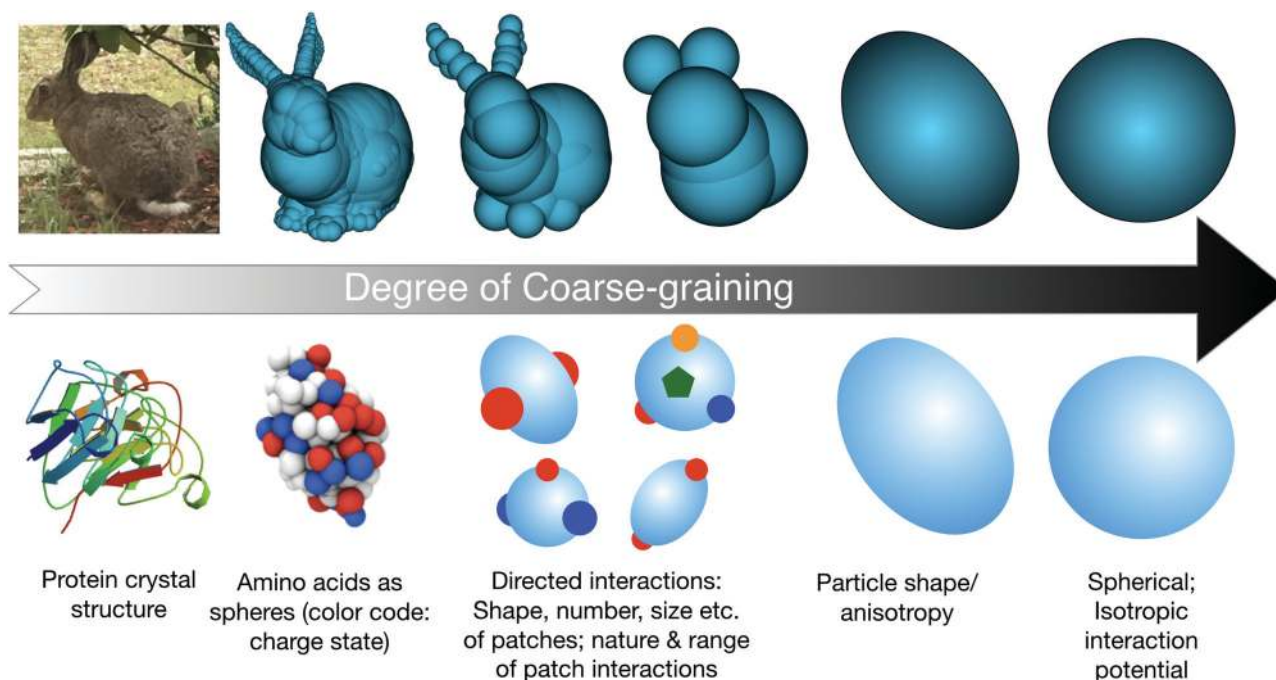 Degree of Coarse-graining
Protein crystal
structure
Amino acids as
spheres (color code:
charge state)
Directed interactions:
Shape, number, size etc.
of patches; nature & range
of patch interactions
Particle shape/
anisotropy
Spherical;
Isotropic
interaction
potential